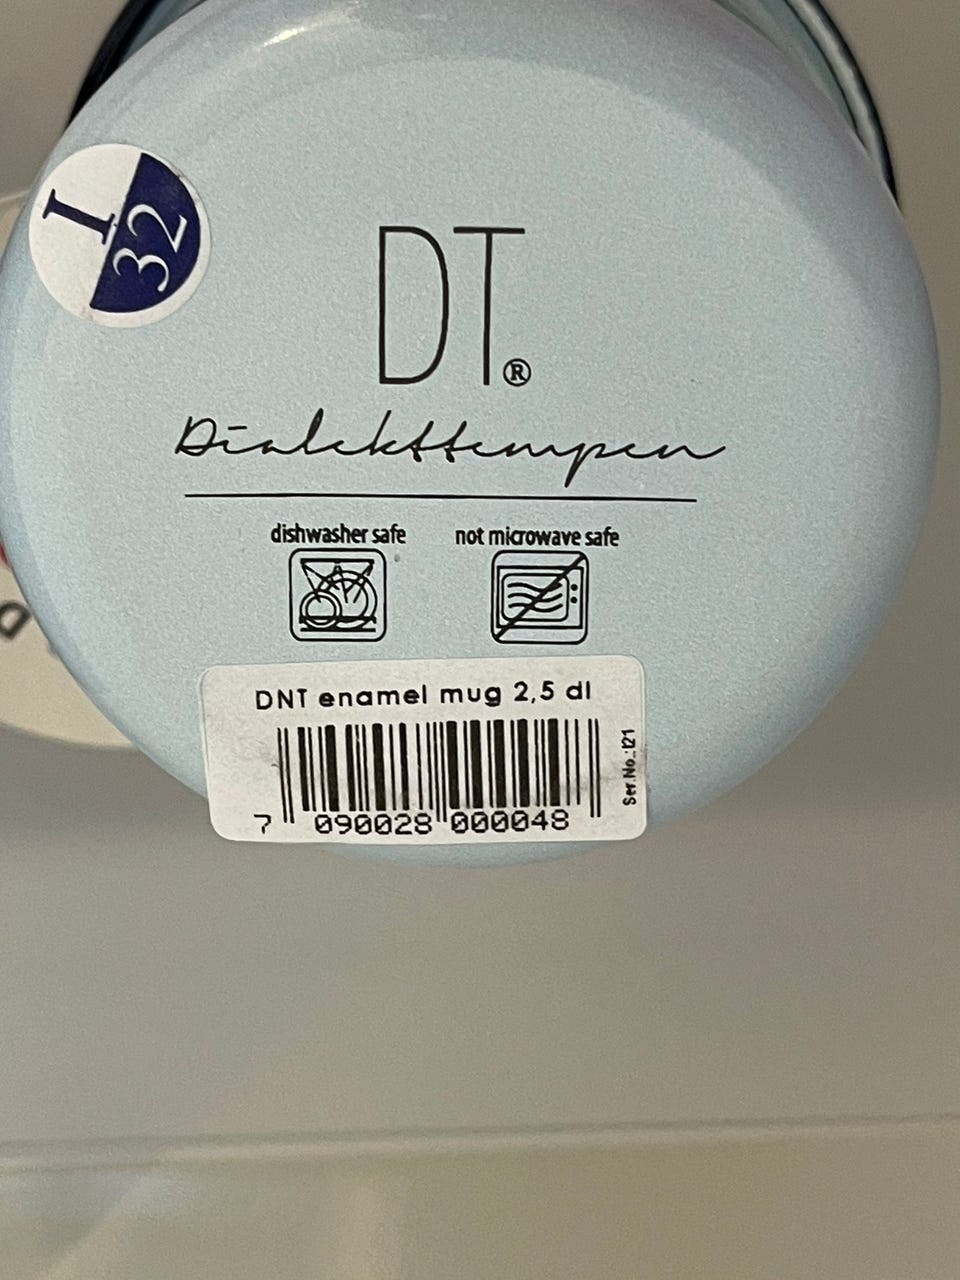 I
32
DT®
Dialekttempen
dishwasher safe
not microwave safe
DNT enamel mug 2,5 dl
Ser.No.:121
7 090028 000048
D